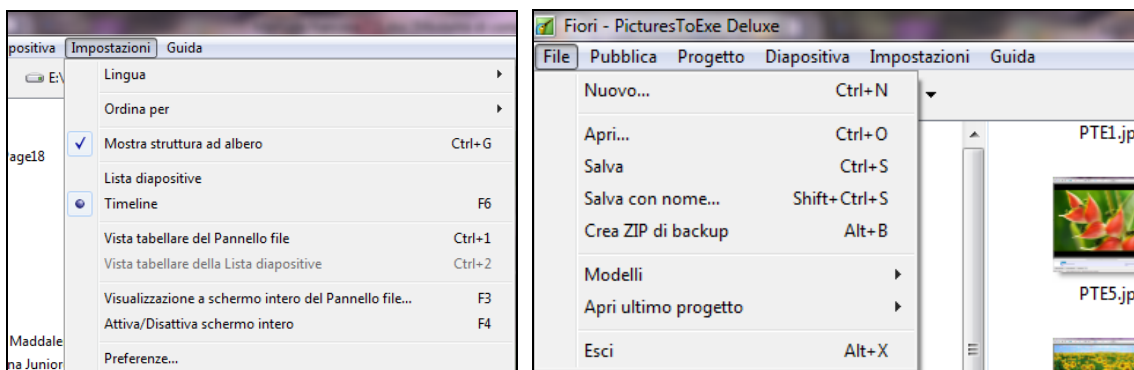 positiva Impostazioni Guida
E:\
Lingua
Ordina per
Mostra struttura ad albero Ctrl+G
rage18
Lista diapositive
Timeline F6
Vista tabellare del Pannello file Ctrl+1
Vista tabellare della Lista diapositive Ctrl+2
Visualizzazione a schermo intero del Pannello file... F3
Attiva/Disattiva schermo intero F4
Maddale
na Junior
Preferenze...
Fiori - PicturesToExe Deluxe
File Pubblica Progetto Diapositiva Impostazioni Guida
Nuovo... Ctrl+N
Apri... Ctrl+O
PTE1.jp
Salva Ctrl+S
Salva con nome... Shift+Ctrl+S
Crea ZIP di backup Alt+B
Modelli
PTE5.jp
Apri ultimo progetto
Esci Alt+X